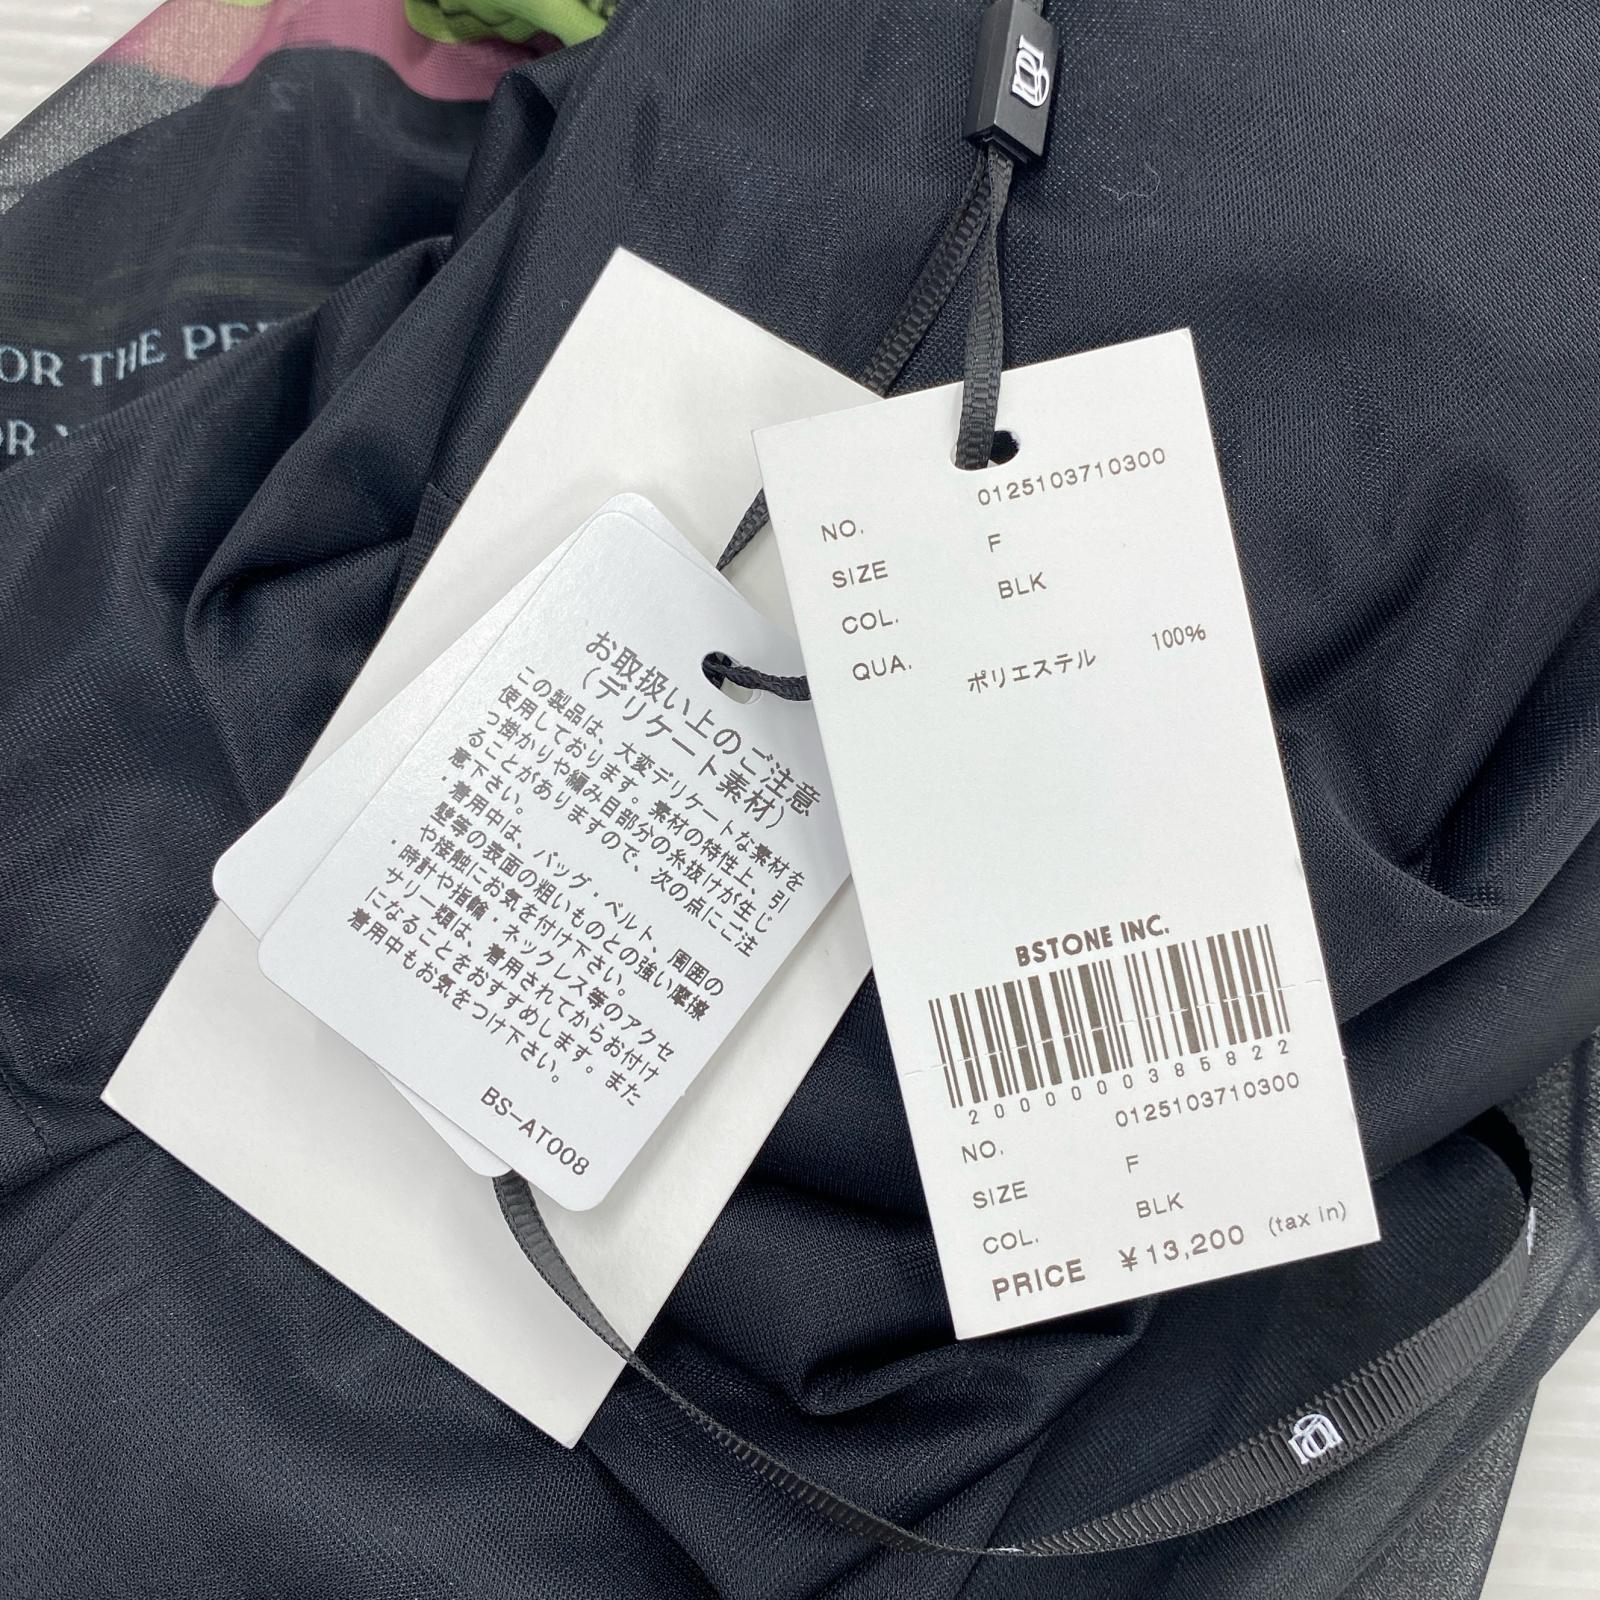 OR THE PE
OR
お取扱い上のご注意
（デリケート素材）
この製品は、大変デリケートな素材を
使用しております。素材の特性上、引
っ掛かりや編み目部分の糸抜けが生じ
ることがありますので、次の点にご注
意下さい。
・着用中は、バッグ・ベルト、周囲の
壁等の表面の粗いものとの強い摩擦
や接触にお気を付け下さい。
・時計や指輪・ネックレス等のアクセ
サリー類は、着用されてからお付け
になることをおすすめします。また
着用中もお気をつけ下さい。
BS-AT008
NO. 0125103710300
SIZE F
COL. BLK
QUA. ポリエステル 100%
BSTONE INC.
2000000385822
NO. 0125103710300
SIZE F
COL. BLK
PRICE ¥13,200 (tax in)